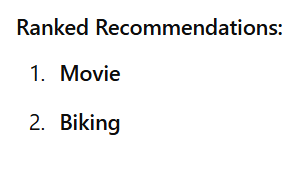 Ranked Recommendations:
1. Movie
2. Biking